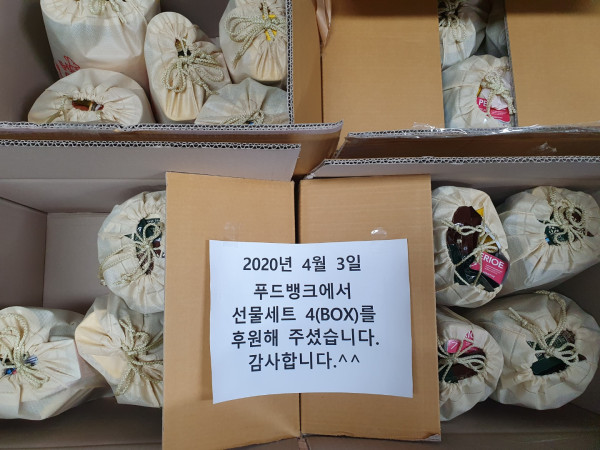 PERIOE
2020년 4월 3일
푸드뱅크에서
선물세트 4(BOX)를
후원해 주셨습니다.
감사합니다.^^